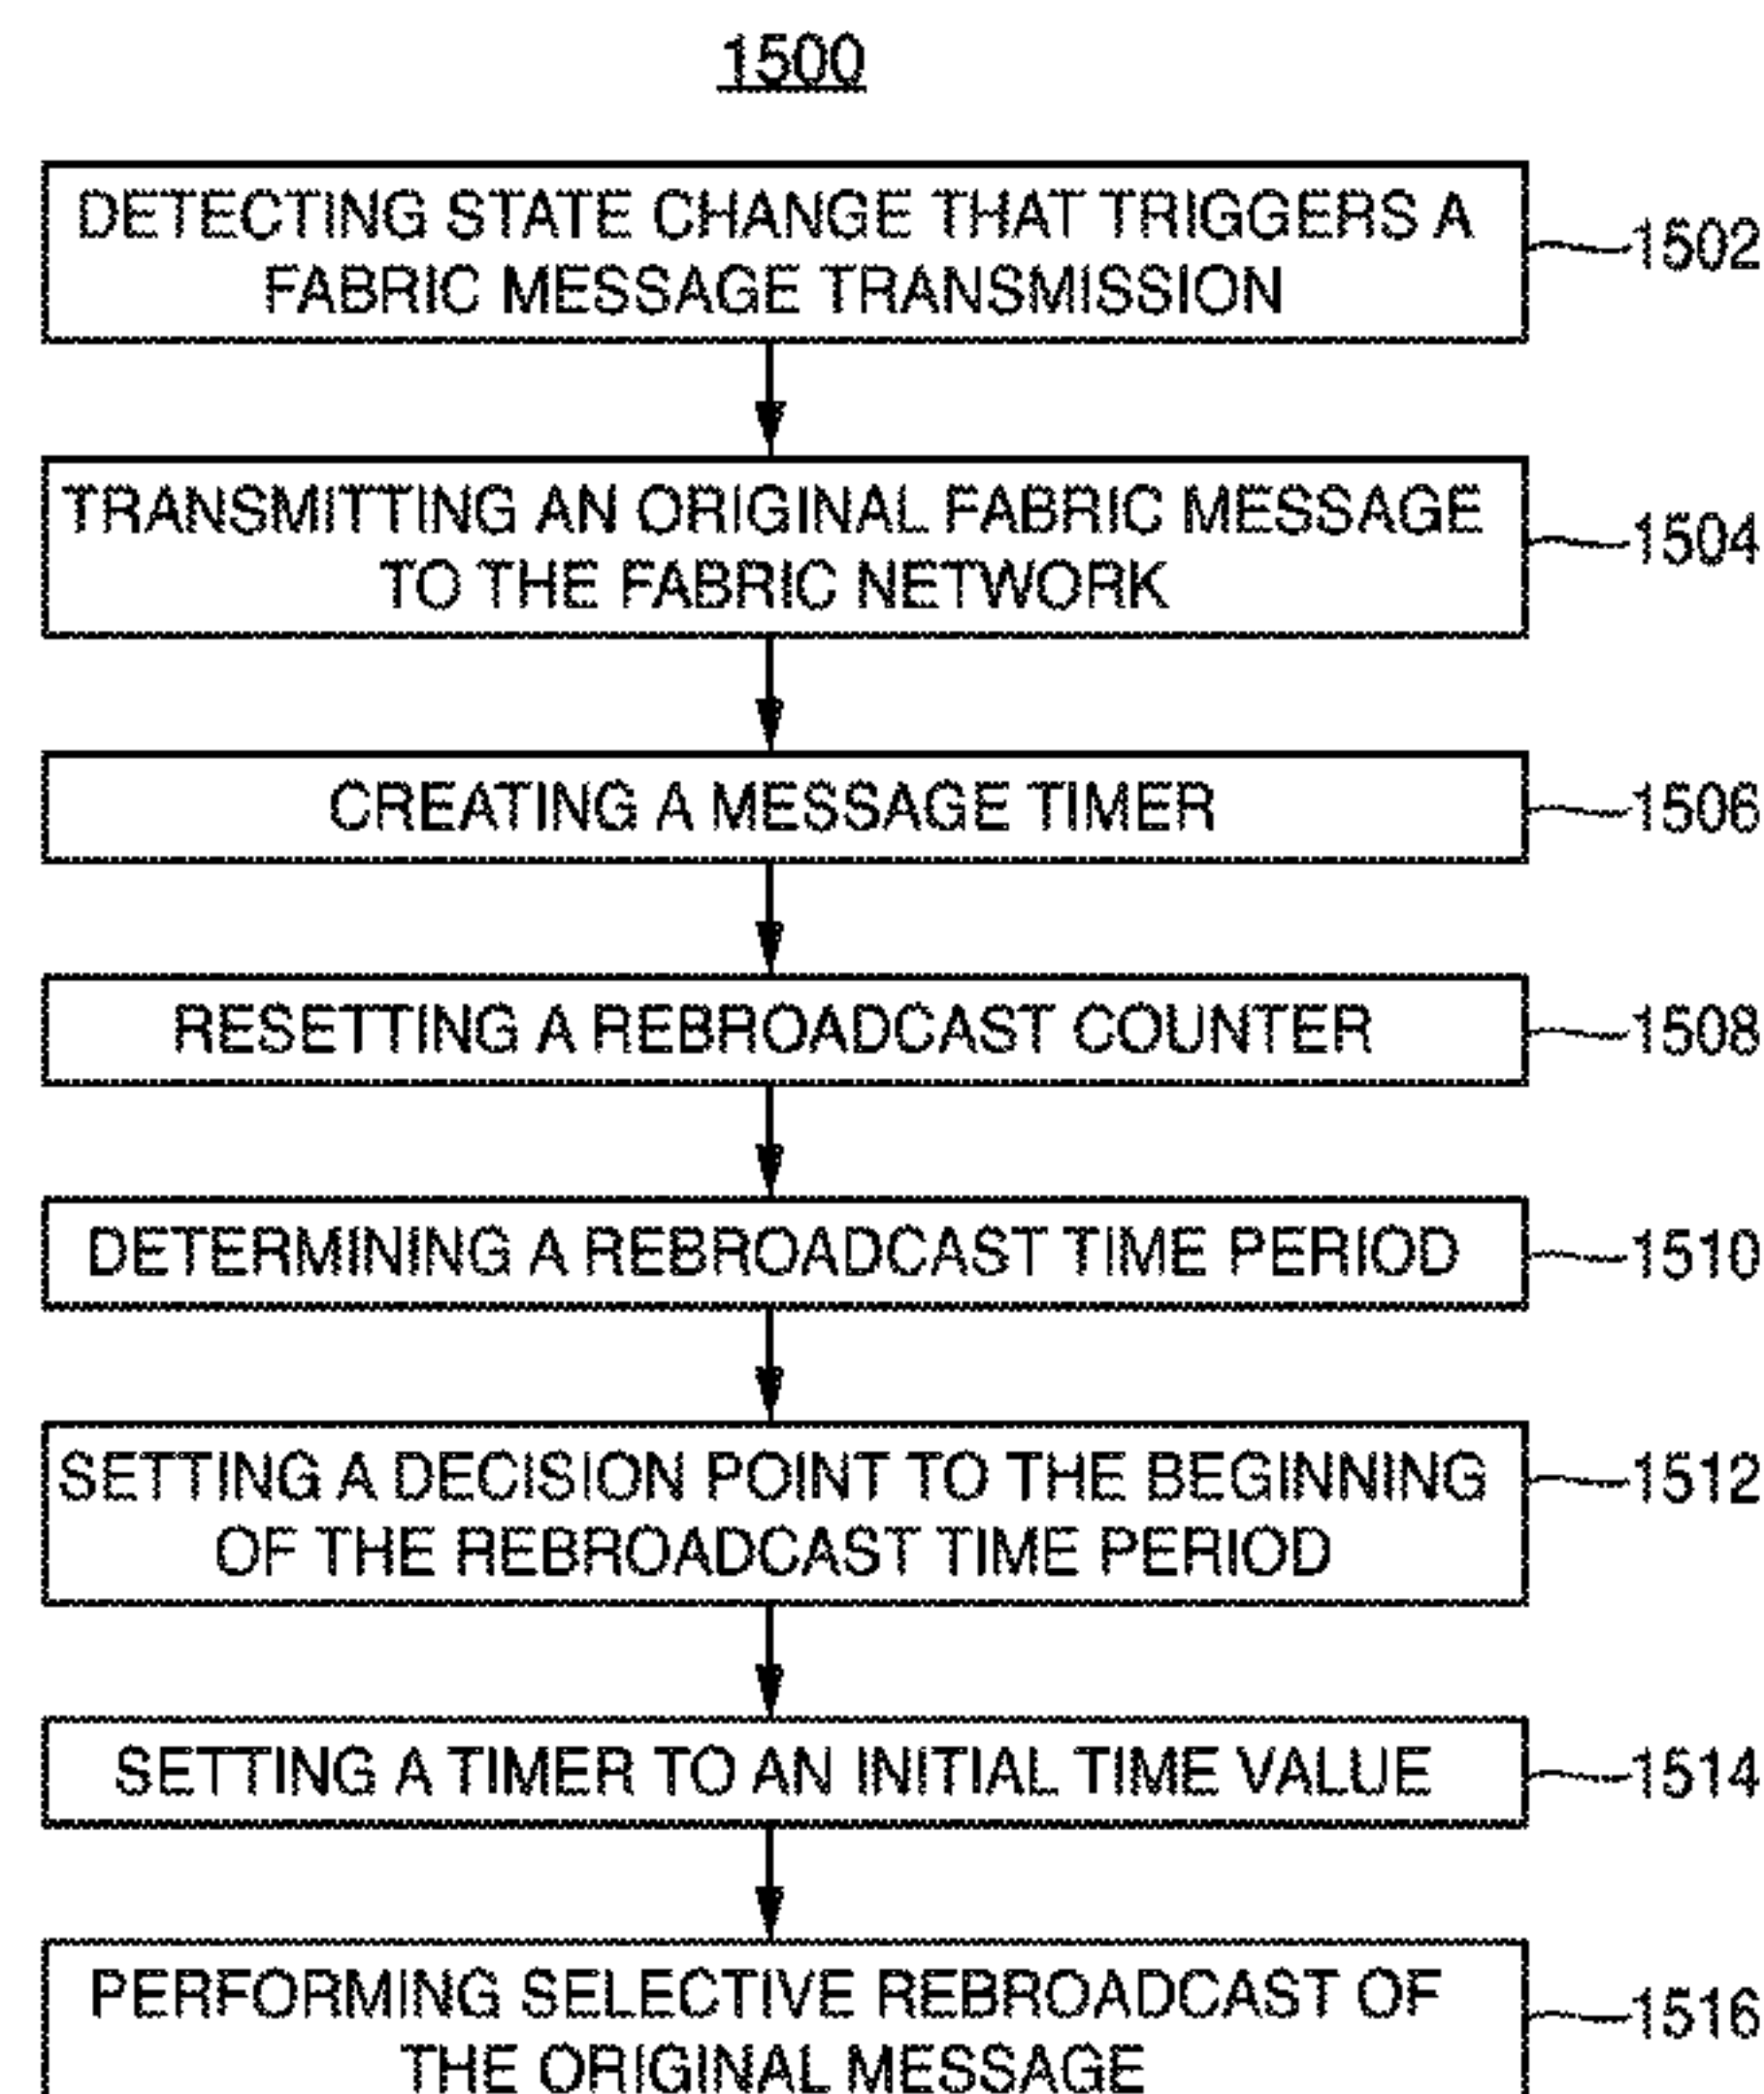 1500
DETECTING STATE CHANGE THAT TRIGGERS A
FABRIC MESSAGE TRANSMISSION
1502
TRANSMITTING AN ORIGINAL FABRIC MESSAGE
TO THE FABRIC NETWORK
1504
CREATING A MESSAGE TIMER
1506
RESETTING A REBROADCAST COUNTER
1508
DETERMINING A REBROADCAST TIME PERIOD
1510
SETTING A DECISION POINT TO THE BEGINNING
OF THE REBROADCAST TIME PERIOD
1512
SETTING A TIMER TO AN INITIAL TIME VALUE
1514
PERFORMING SELECTIVE REBROADCAST OF
THE ORIGINAL MESSAGE
1516